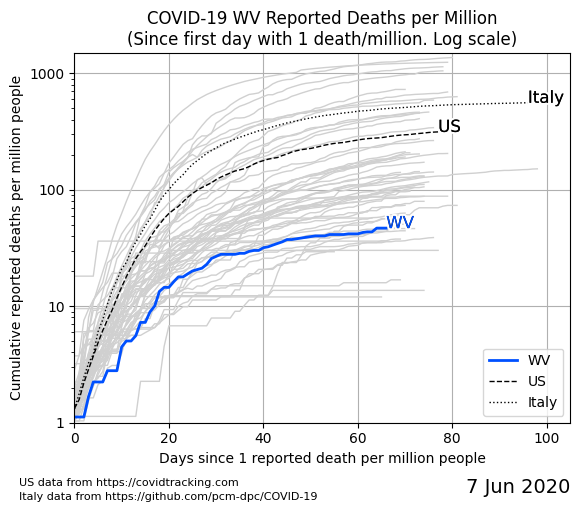 COVID-19 WV Reported Deaths per Million
(Since first day with 1 death/million. Log scale)
Cumulative reported deaths per million people
1000
100
10
1
Italy
US
WV
WV
US
Italy
0
20
40
60
80
100
Days since 1 reported death per million people
US data from https://covidtracking.com
Italy data from https://github.com/pcm-dpc/COVID-19
7 Jun 2020